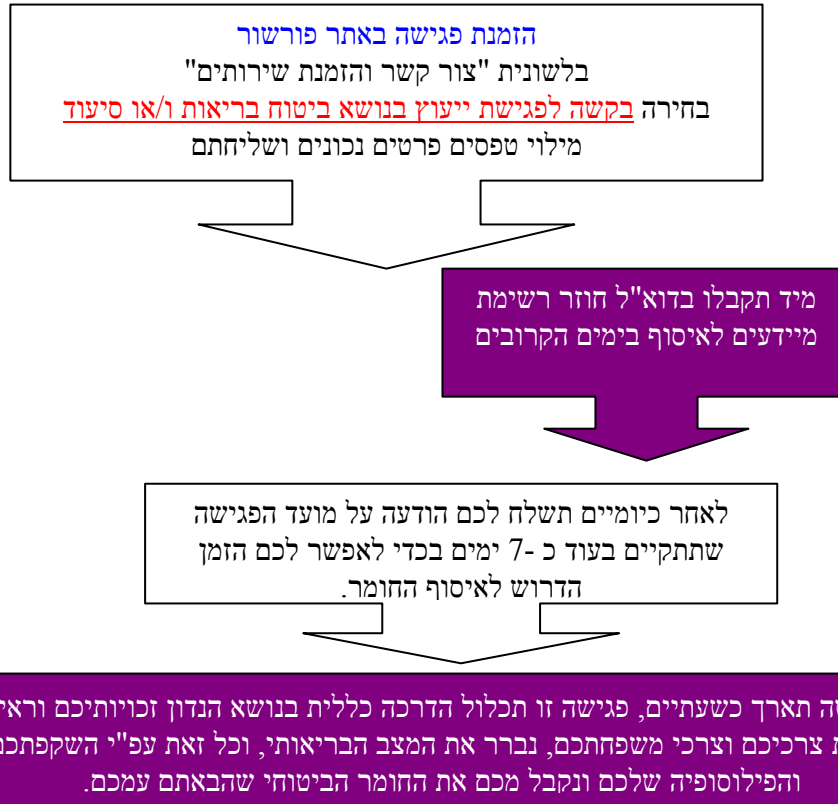 הזמנת פגישה באתר פורשור
בלשונית "צור קשר והזמנת שירותים"
בחירה בקשה לפגישת ייעוץ בנושא ביטוח בריאות ו/או סיעוד
מילוי טפסים פרטים נכונים ושליחתם
מיד תקבלו בדוא"ל חוזר רשימת
מיידעים לאיסוף בימים הקרובים
לאחר כיומיים תשלח לכם הודעה על מועד הפגישה
שתתקיים בעוד כ -7 ימים בכדי לאפשר לכם הזמן
הדרוש לאיסוף החומר.
תארך כשעתיים, פגישה זו תכלול הדרכה כללית בנושא הנדון זכויותיכם
צרכיכם וצרכי משפחתכם, נברר את המצב הבריאותי, וכל זאת עפ"י
והפילוסופיה שלכם ונקבל מכם את החומר הביטוחי שהבאתם עמכם.